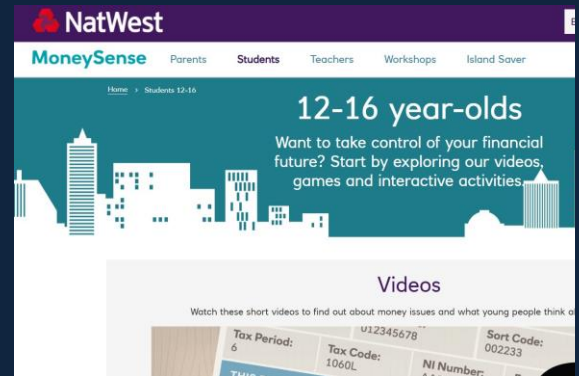 NatWest
MoneySense Parents Students Teachers Workshops Island Saver
Home > Students 12-16
12-16 year-olds
Want to take control of your financial
future? Start by exploring our videos,
games and interactive activities.
Videos
Watch these short videos to find out about money issues and what young people think
Tax Period:
6
012345678
Sort Code:
002233
Tax Code:
1060L
NI Number: